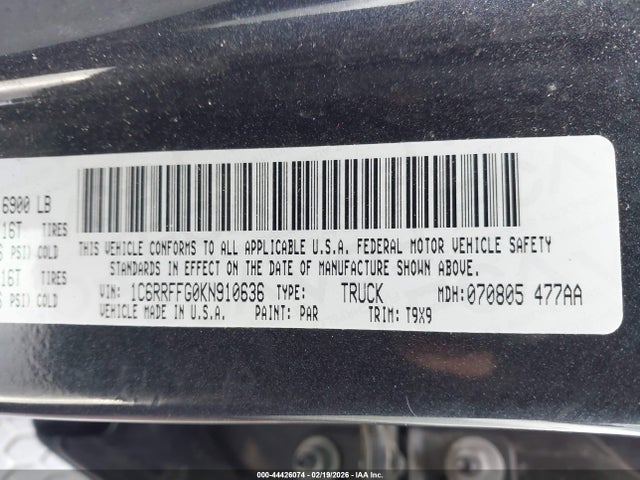 6900 LB
16T TIRES
PSI) COLD
16T TIRES
PSI) COLD
THIS VEHICLE CONFORMS TO ALL APPLICABLE U.S.A. FEDERAL MOTOR VEHICLE SAFETY
STANDARDS IN EFFECT ON THE DATE OF MANUFACTURE SHOWN ABOVE.
VIN: 1C6RRFFG0KN910636 TYPE: TRUCK MDH:070805 477AA
VEHICLE MADE IN U.S.A. PAINT: PAR TRIM: T9X9
000-44426074 - 02/19/2026 - IAA Inc.